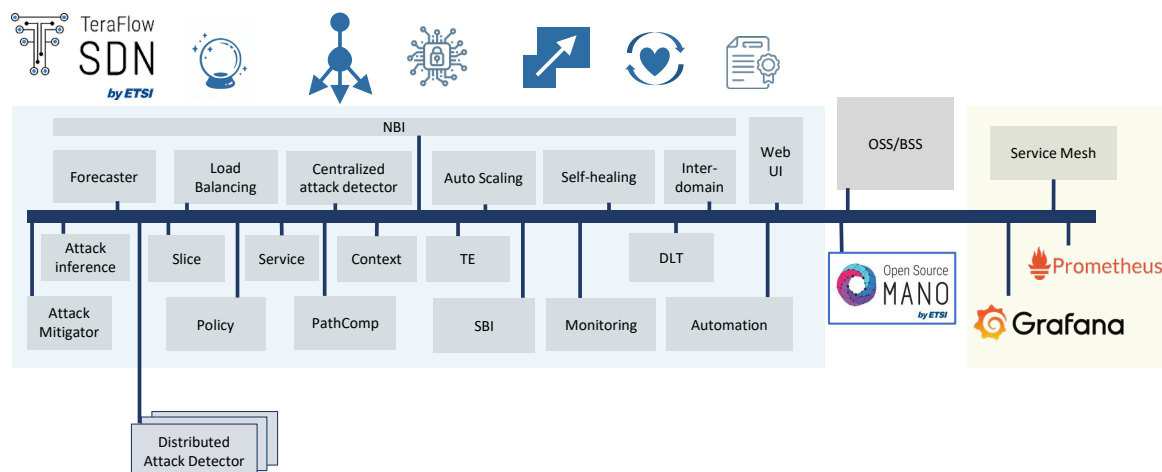 TeraFlow
SDN
by ETSI
NBI
Forecaster
Load
Balancing
Centralized
attack detector
Auto Scaling
Self-healing
Inter-
domain
Web
UI
OSS/BSS
Service Mesh
Attack
inference
Slice
Service
Context
TE
DLT
Attack
Mitigator
Policy
PathComp
SBI
Monitoring
Automation
Open Source
MANO
by ETSI
Prometheus
Grafana
Distributed
Attack Detector